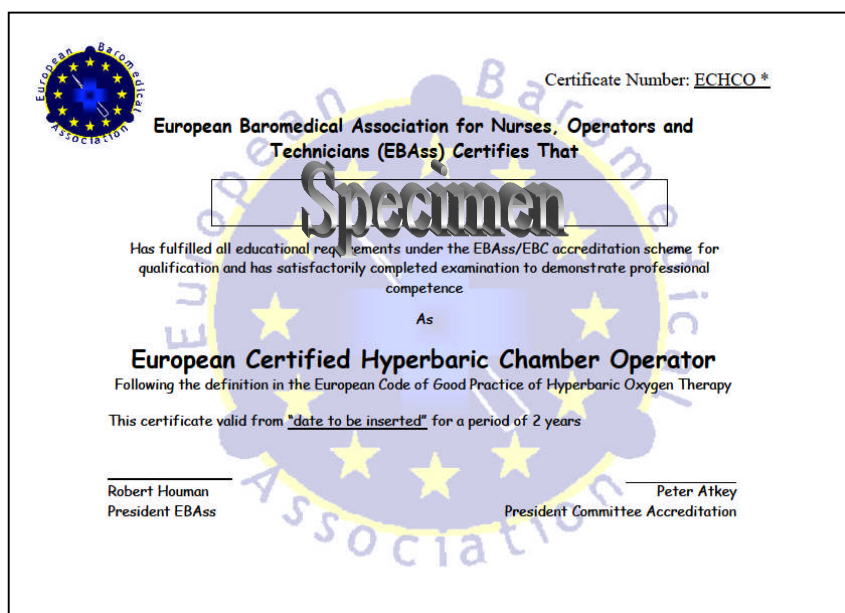 European Baromedical Association
Certificate Number: ECHCO *
European Baromedical Association for Nurses, Operators and
Technicians (EBAss) Certifies That
Specimen
Has fulfilled all educational requirements under the EBAss/EBC accreditation scheme for
qualification and has satisfactorily completed examination to demonstrate professional
competence
As
European Certified Hyperbaric Chamber Operator
Following the definition in the European Code of Good Practice of Hyperbaric Oxygen Therapy
This certificate valid from "date to be inserted" for a period of 2 years
Robert Houman
President EBAss
Peter Atkey
President Committee Accreditation
European Baromedical Association